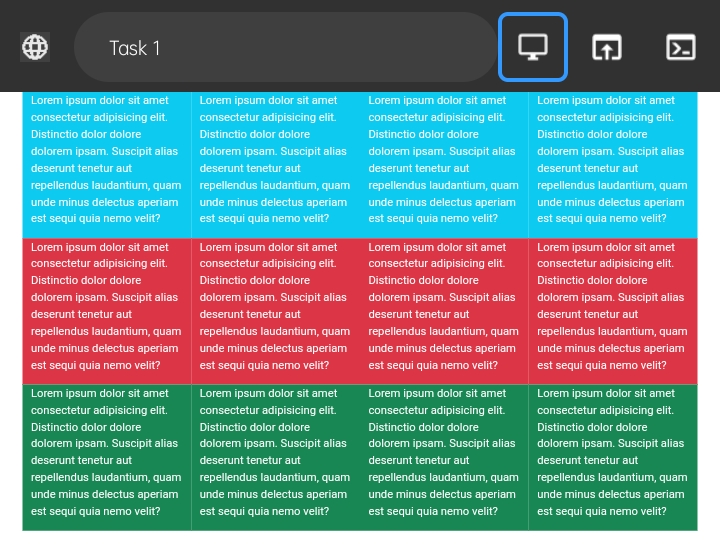 Task 1
Lorem ipsum dolor sit amet Lorem ipsum dolor sit amet Lorem ipsum dolor sit amet Lorem ipsum dolor sit amet
consectetur adipisicing elit. consectetur adipisicing elit. consectetur adipisicing elit. consectetur adipisicing elit.
Distinctio dolor dolore Distinctio dolor dolore Distinctio dolor dolore Distinctio dolor dolore
dolorem ipsam. Suscipit alias dolorem ipsam. Suscipit alias dolorem ipsam. Suscipit alias dolorem ipsam. Suscipit alias
deserunt tenetur aut deserunt tenetur aut deserunt tenetur aut deserunt tenetur aut
repellendus laudantium, quam repellendus laudantium, quam repellendus laudantium, quam repellendus laudantium, quam
unde minus delectus aperiam unde minus delectus aperiam unde minus delectus aperiam unde minus delectus aperiam
est sequi quia nemo velit? est sequi quia nemo velit? est sequi quia nemo velit? est sequi quia nemo velit?
Lorem ipsum dolor sit amet Lorem ipsum dolor sit amet Lorem ipsum dolor sit amet Lorem ipsum dolor sit amet
consectetur adipisicing elit. consectetur adipisicing elit. consectetur adipisicing elit. consectetur adipisicing elit.
Distinctio dolor dolore Distinctio dolor dolore Distinctio dolor dolore Distinctio dolor dolore
dolorem ipsam. Suscipit alias dolorem ipsam. Suscipit alias dolorem ipsam. Suscipit alias dolorem ipsam. Suscipit alias
deserunt tenetur aut deserunt tenetur aut deserunt tenetur aut deserunt tenetur aut
repellendus laudantium, quam repellendus laudantium, quam repellendus laudantium, quam repellendus laudantium, quam
unde minus delectus aperiam unde minus delectus aperiam unde minus delectus aperiam unde minus delectus aperiam
est sequi quia nemo velit? est sequi quia nemo velit? est sequi quia nemo velit? est sequi quia nemo velit?
Lorem ipsum dolor sit amet Lorem ipsum dolor sit amet Lorem ipsum dolor sit amet Lorem ipsum dolor sit amet
consectetur adipisicing elit. consectetur adipisicing elit. consectetur adipisicing elit. consectetur adipisicing elit.
Distinctio dolor dolore Distinctio dolor dolore Distinctio dolor dolore Distinctio dolor dolore
dolorem ipsam. Suscipit alias dolorem ipsam. Suscipit alias dolorem ipsam. Suscipit alias dolorem ipsam. Suscipit alias
deserunt tenetur aut deserunt tenetur aut deserunt tenetur aut deserunt tenetur aut
repellendus laudantium, quam repellendus laudantium, quam repellendus laudantium, quam repellendus laudantium, quam
unde minus delectus aperiam unde minus delectus aperiam unde minus delectus aperiam unde minus delectus aperiam
est sequi quia nemo velit? est sequi quia nemo velit? est sequi quia nemo velit? est sequi quia nemo velit?